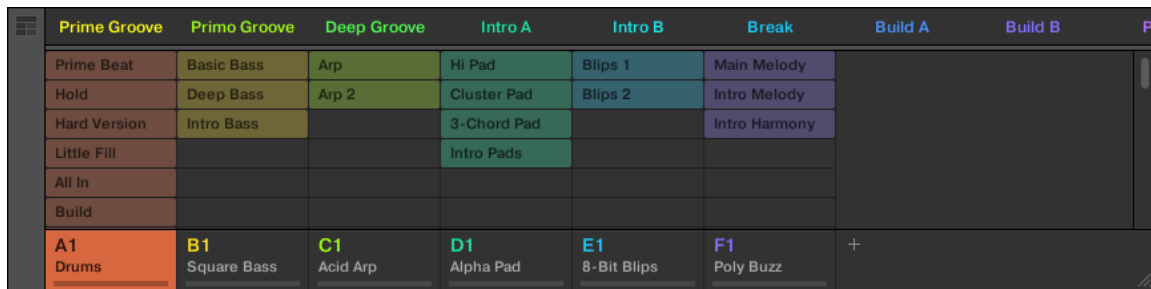 Prime Groove Primo Groove Deep Groove Intro A Intro B Break Build A Build B
Prime Beat Basic Bass Arp Hi Pad Blips 1 Main Melody
Hold Deep Bass Arp 2 Cluster Pad Blips 2 Intro Melody
Hard Version Intro Bass 3-Chord Pad Intro Harmony
Little Fill Intro Pads
All In
Build
A1 B1 C1 D1 E1 F1 +
Drums Square Bass Acid Arp Alpha Pad 8-Bit Blips Poly Buzz